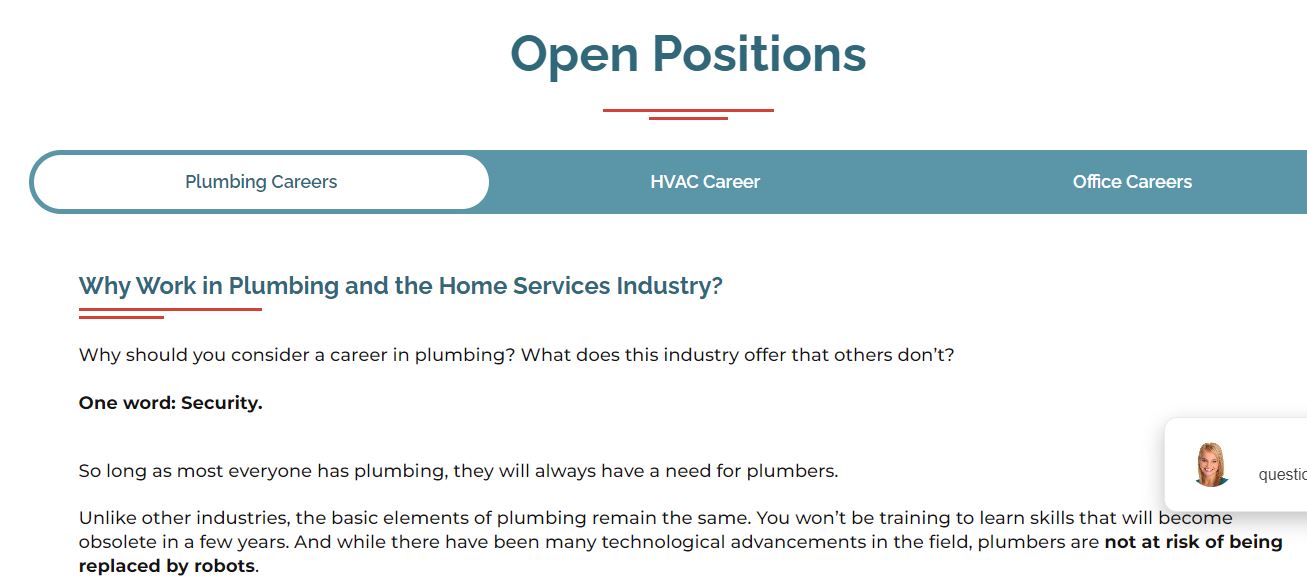 Open Positions
Plumbing Careers
HVAC Career
Office Careers
Why Work in Plumbing and the Home Services Industry?
Why should you consider a career in plumbing? What does this industry offer that others don’t?
One word: Security.
So long as most everyone has plumbing, they will always have a need for plumbers.
Unlike other industries, the basic elements of plumbing remain the same. You won’t be training to learn skills that will become
obsolete in a few years. And while there have been many technological advancements in the field, plumbers are not at risk of being
replaced by robots.